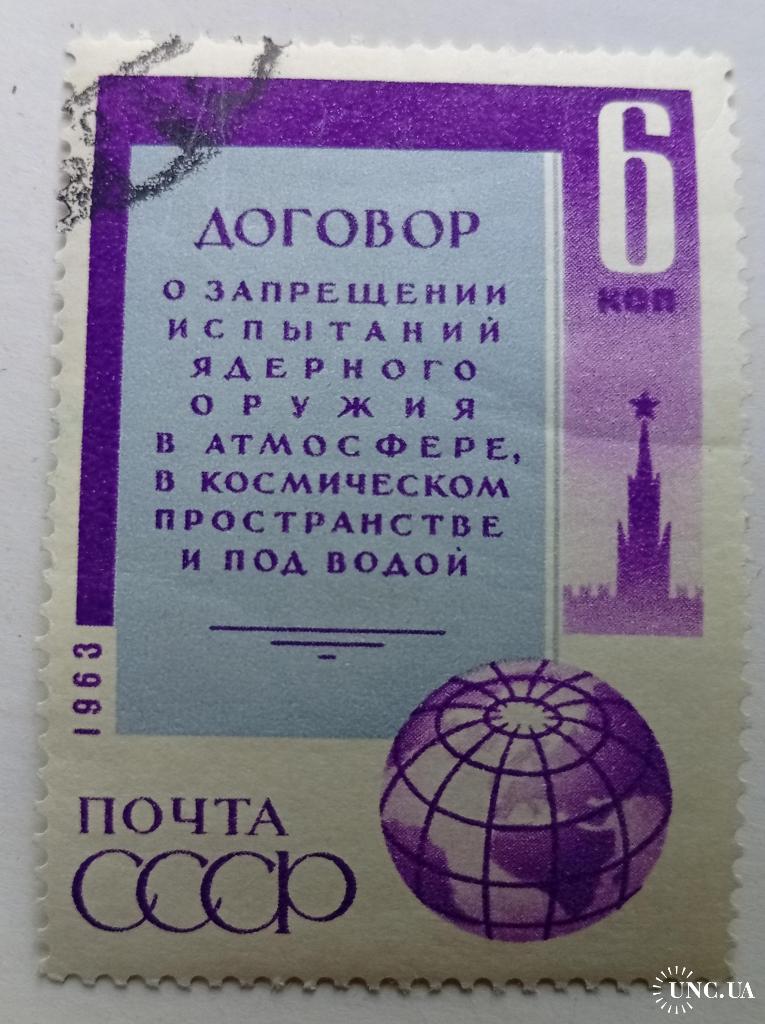 6
КОП
ДОГОВОР
О ЗАПРЕЩЕНИИ
ИСПЫТАНИЙ
ЯДЕРНОГО
ОРУЖИЯ
В АТМОСФЕРЕ,
В КОСМИЧЕСКОМ
ПРОСТРАНСТВЕ
И ПОД ВОДОЙ
1963
ПОЧТА
СССР
UNC.UA